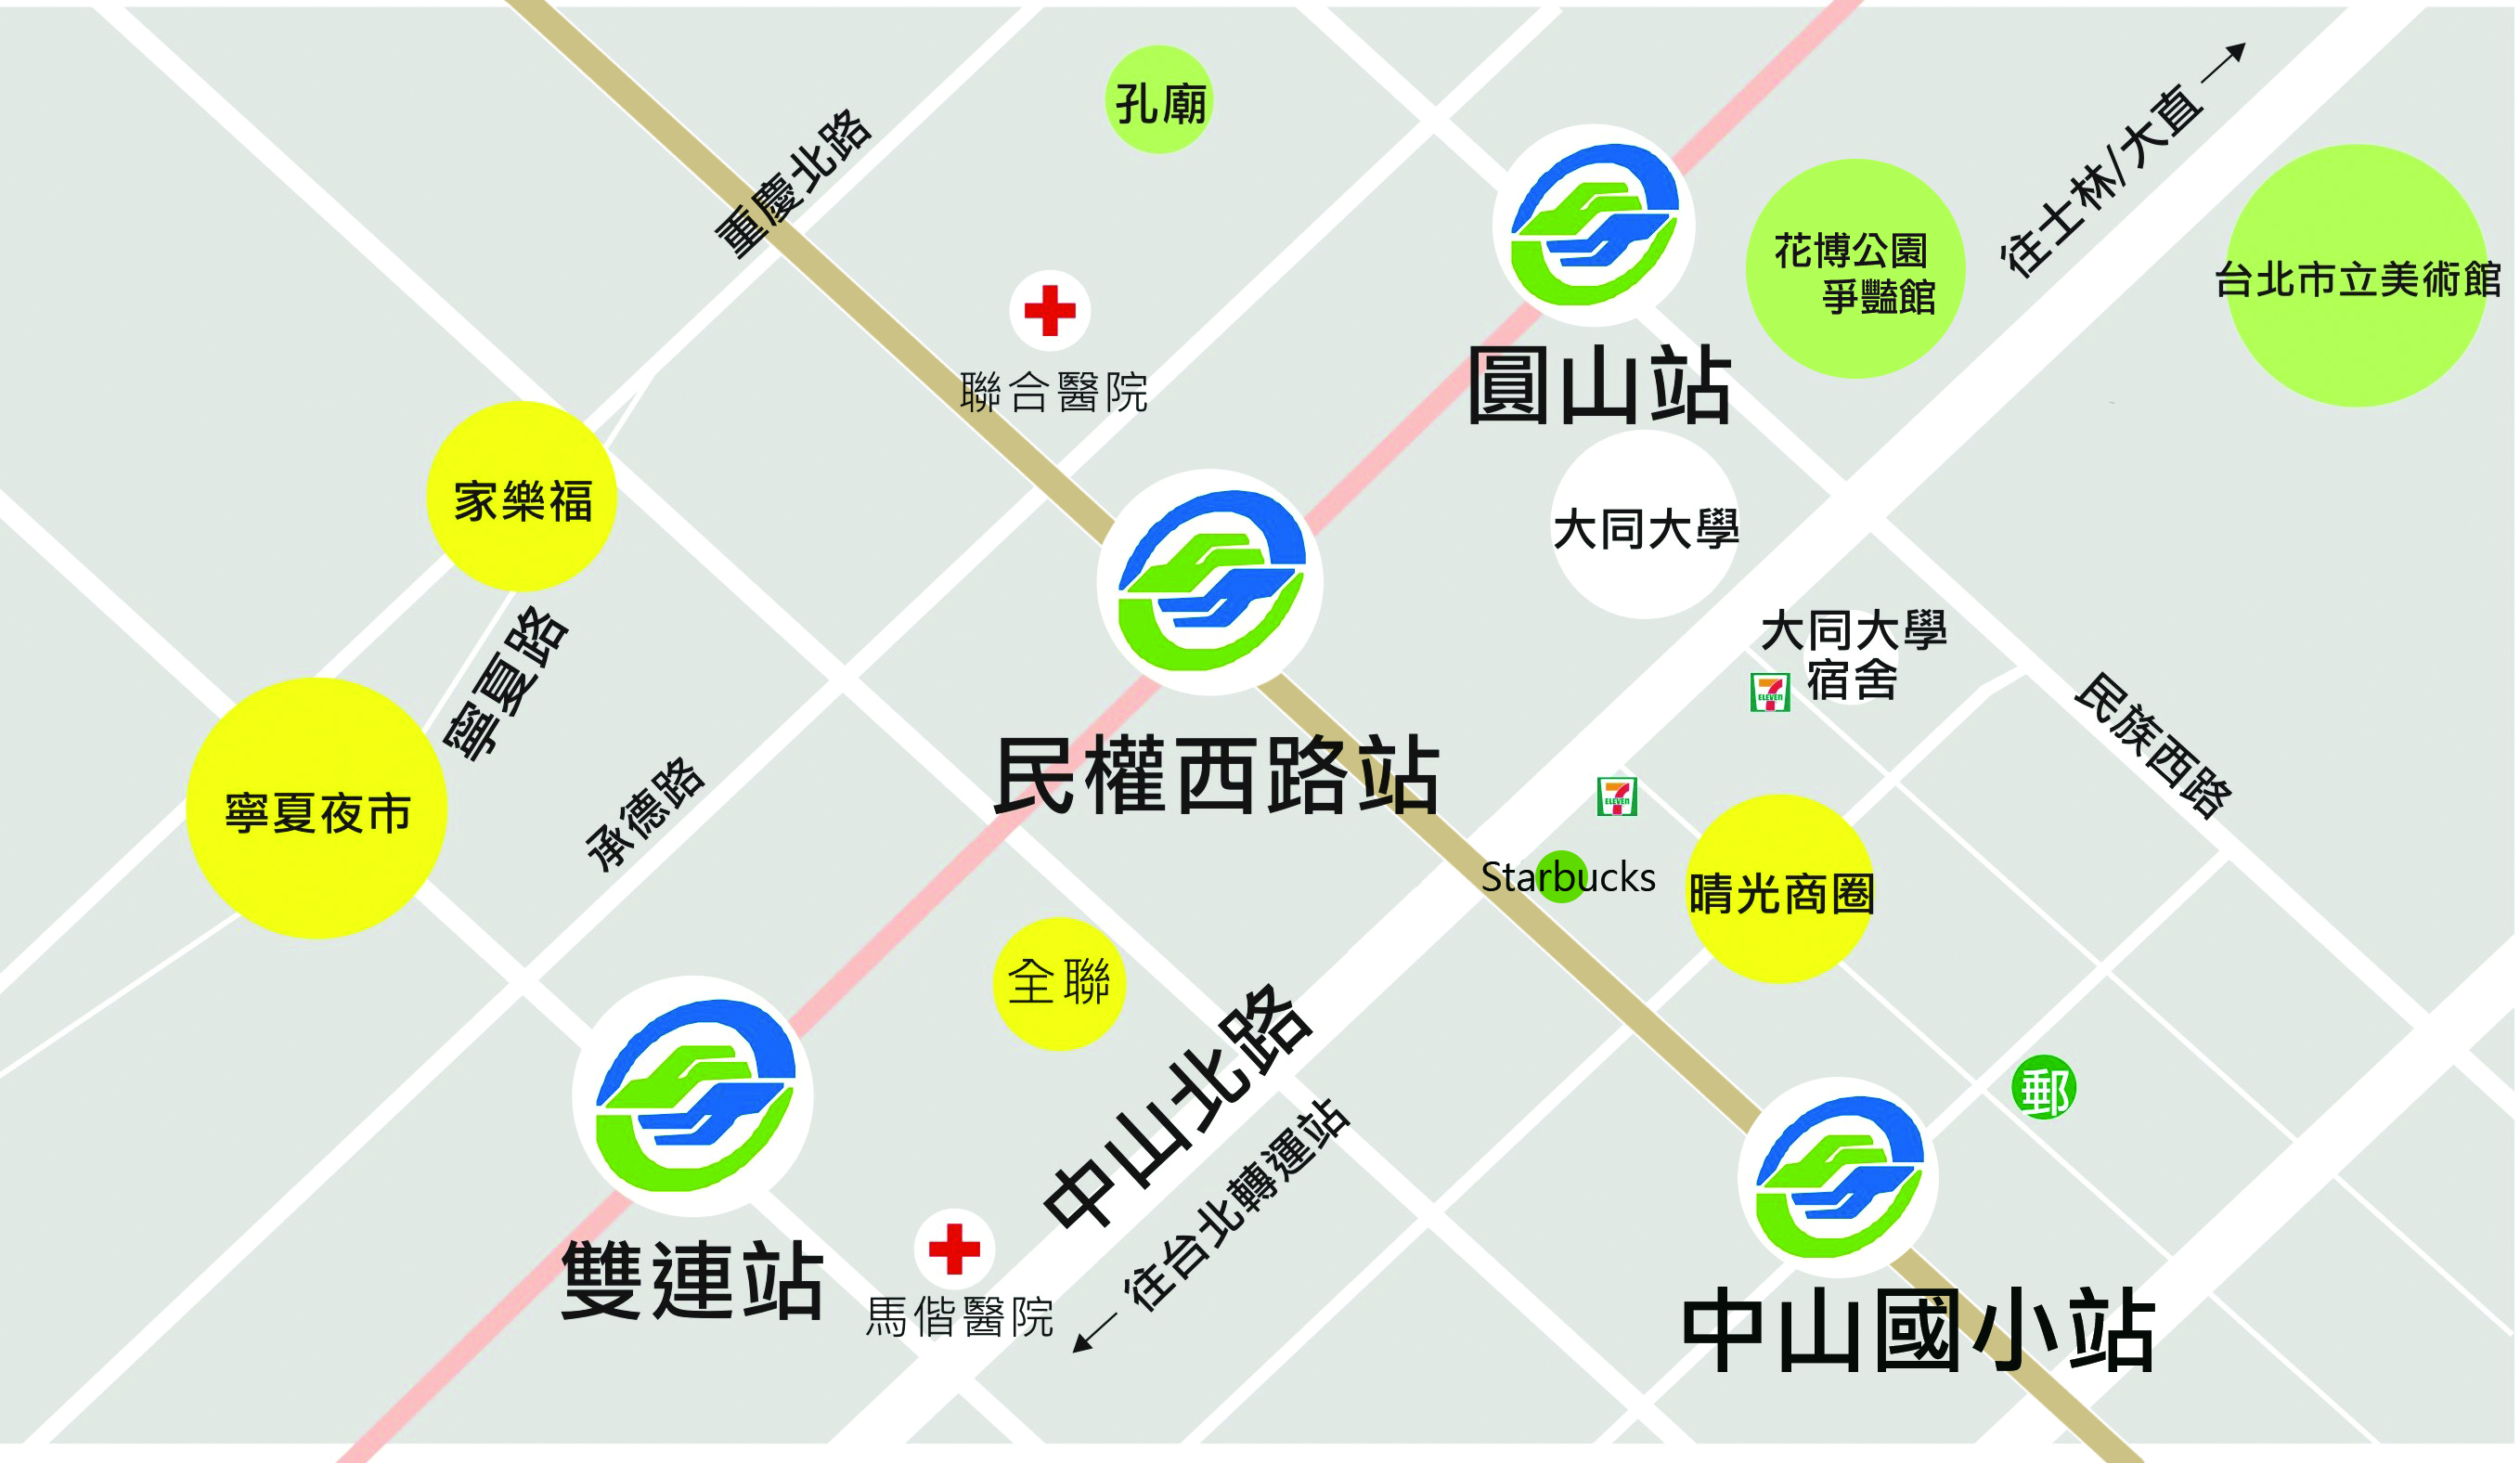 孔廟
重慶北路
往士林/大直
花博公園
爭豔館
台北市立美術館
聯合醫院
圓山站
家樂福
大同大學
寧夏路
大同大學
宿舍
7
ELEVEN
民族西路
寧夏夜市
承德路
民權西路站
7
ELEVEN
Starbucks
晴光商圈
全聯
中山北路
郵
往台北轉運站
雙連站
馬偕醫院
中山國小站